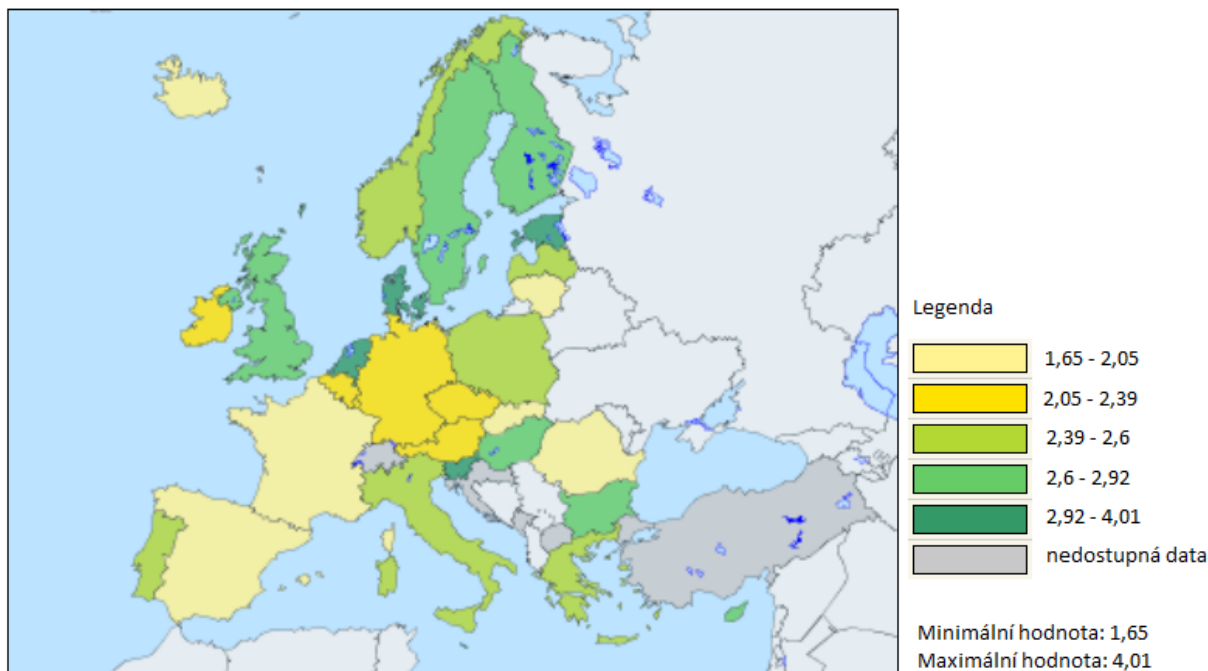 Legenda
1,65 - 2,05
2,05 - 2,39
2,39 - 2,6
2,6 - 2,92
2,92 - 4,01
nedostupná data
Minimální hodnota: 1,65
Maximální hodnota: 4,01